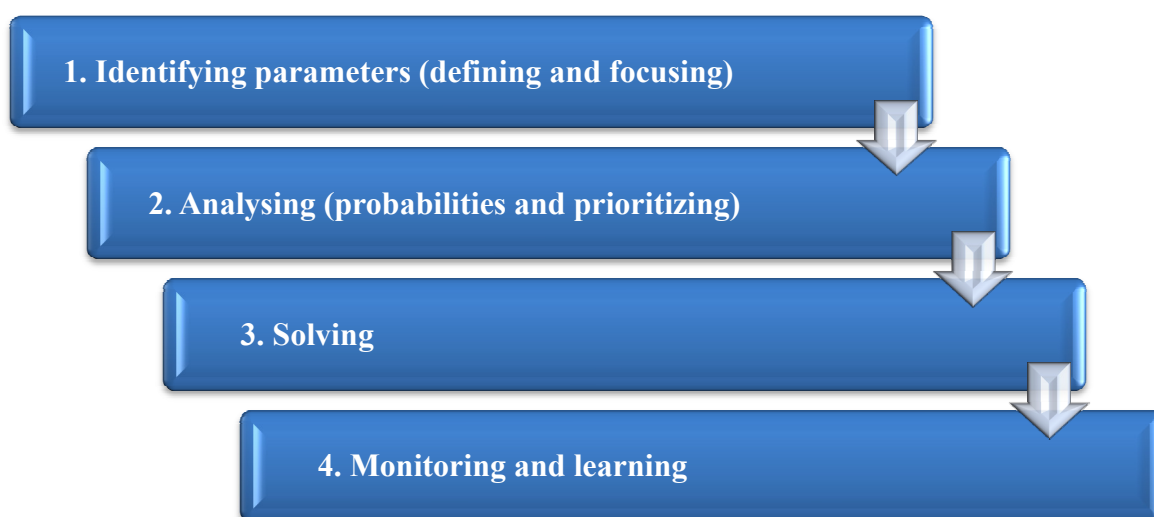 1. Identifying parameters (defining and focusing)
2. Analysing (probabilities and prioritizing)
3. Solving
4. Monitoring and learning